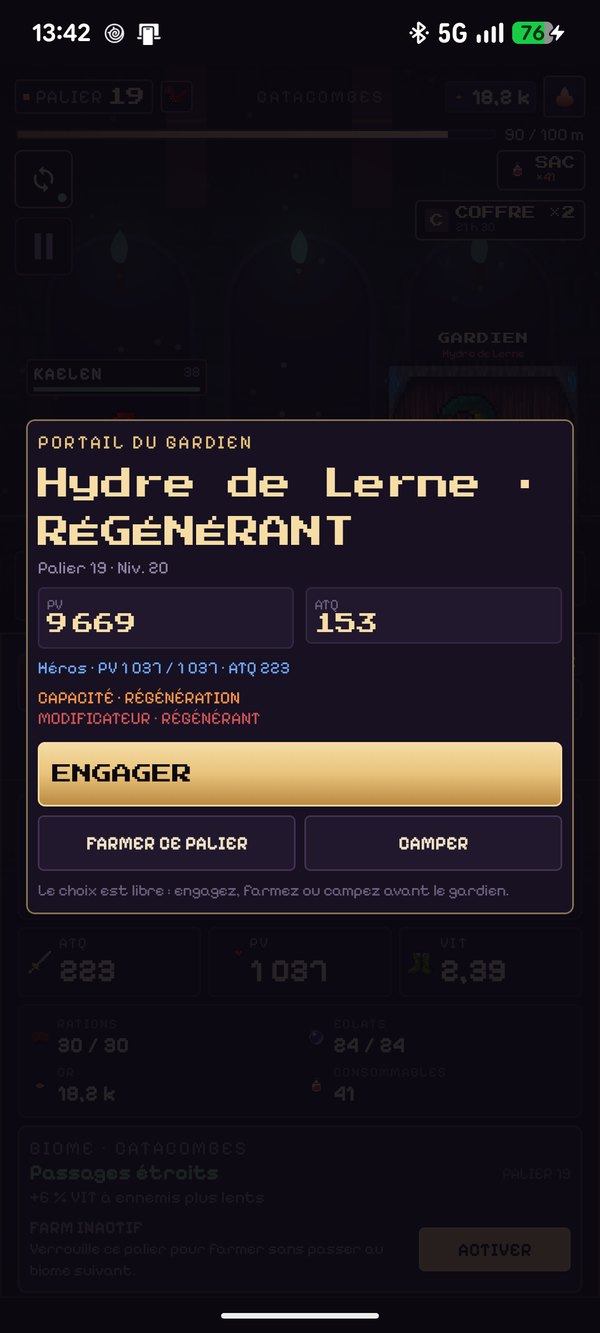 13:42
5G
76
PALIER 19
CATACOMBES
18,2 k
90 / 100 m
SAC
×41
C
COFFRE ×2
21 h 30
GARDIEN
Hydre de Lerne
KAELEN
38
PORTAIL DU GARDIEN
Hydre de Lerne ·
RÉGÉNÉRANT
Palier 19 · Niv. 20
PV
9 669
ATQ
153
Héros · PV 1 037 / 1 037 · ATQ 223
CAPACITÉ · RÉGÉNÉRATION
MODIFICATEUR · RÉGÉNÉRANT
ENGAGER
FARMER CE PALIER
CAMPER
Le choix est libre : engagez, farmez ou campez avant le gardien.
ATQ
223
PV
1 037
VIT
2,39
RATIONS
30 / 30
ECLATS
24 / 24
OR
18,2 k
CONSOMMABLES
41
BIOME · CATACOMBES
Passages étroits
PALIER 19
+6 % VIT à ennemis plus lents
FARM INACTIF
Verrouille ce palier pour farmer sans passer au
biome suivant.
ACTIVER